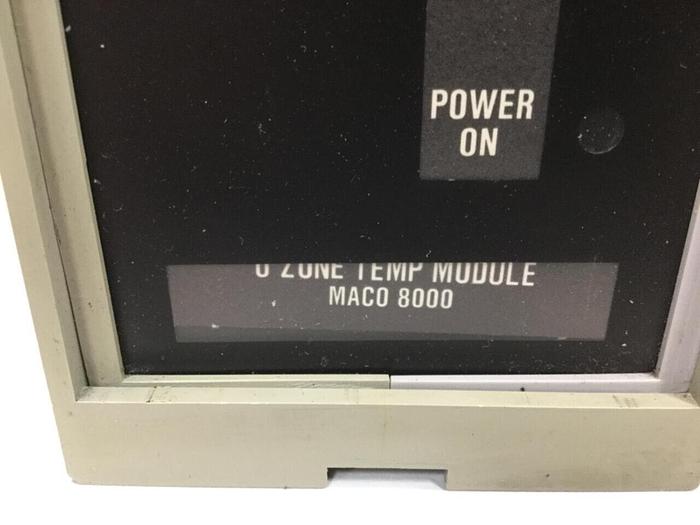 POWER
ON
ZONE TEMP MODULE
MACO 8000